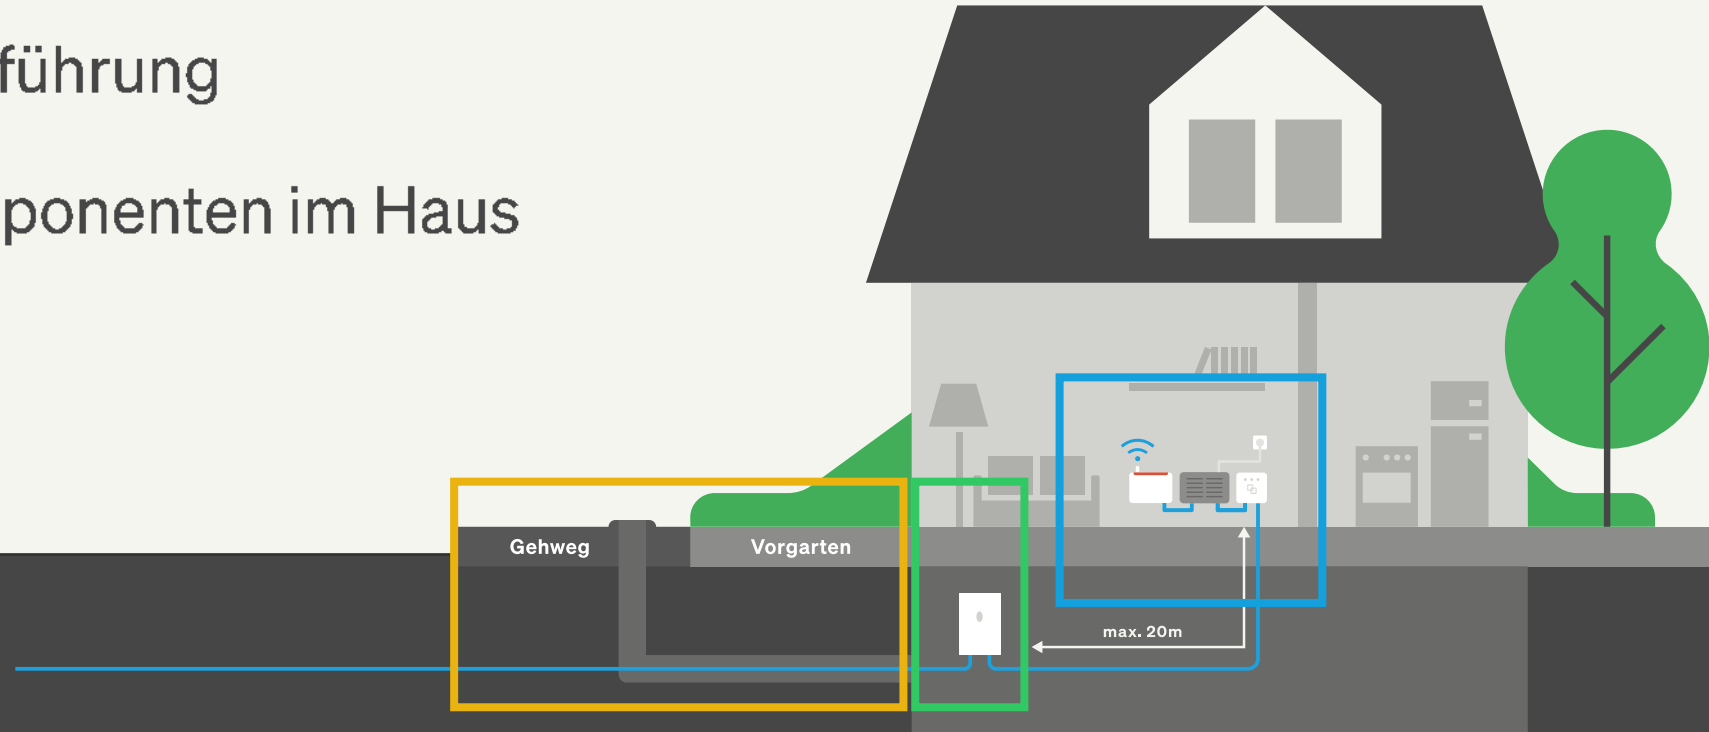 führung
ponenten im Haus
Gehweg
Vorgarten
max. 20m